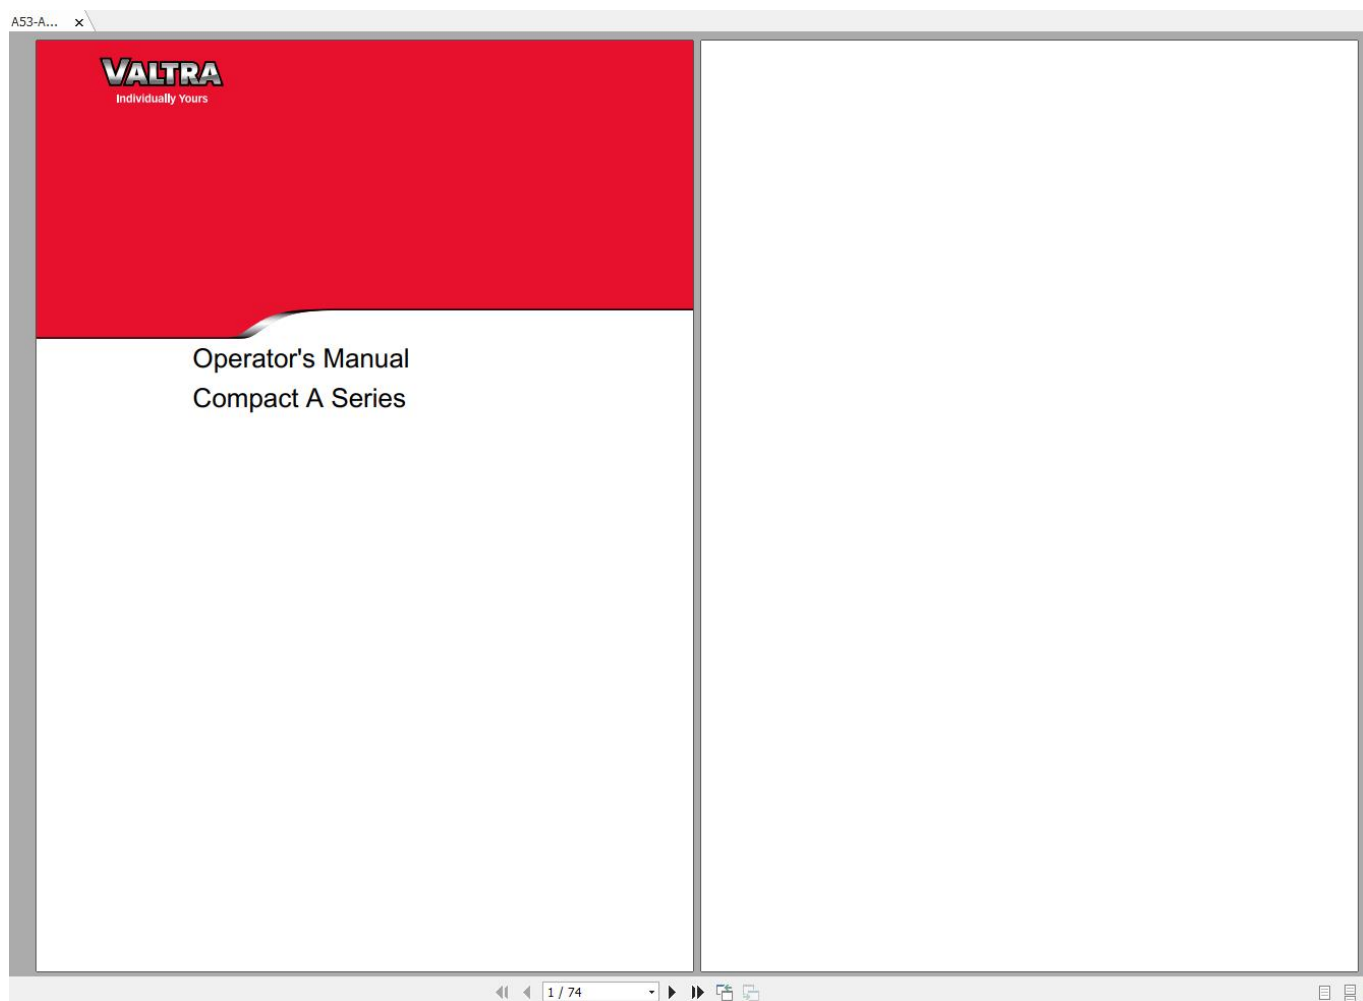 A53-A...
VALTRA
Individually Yours
Operator's Manual
Compact A Series
1 / 74